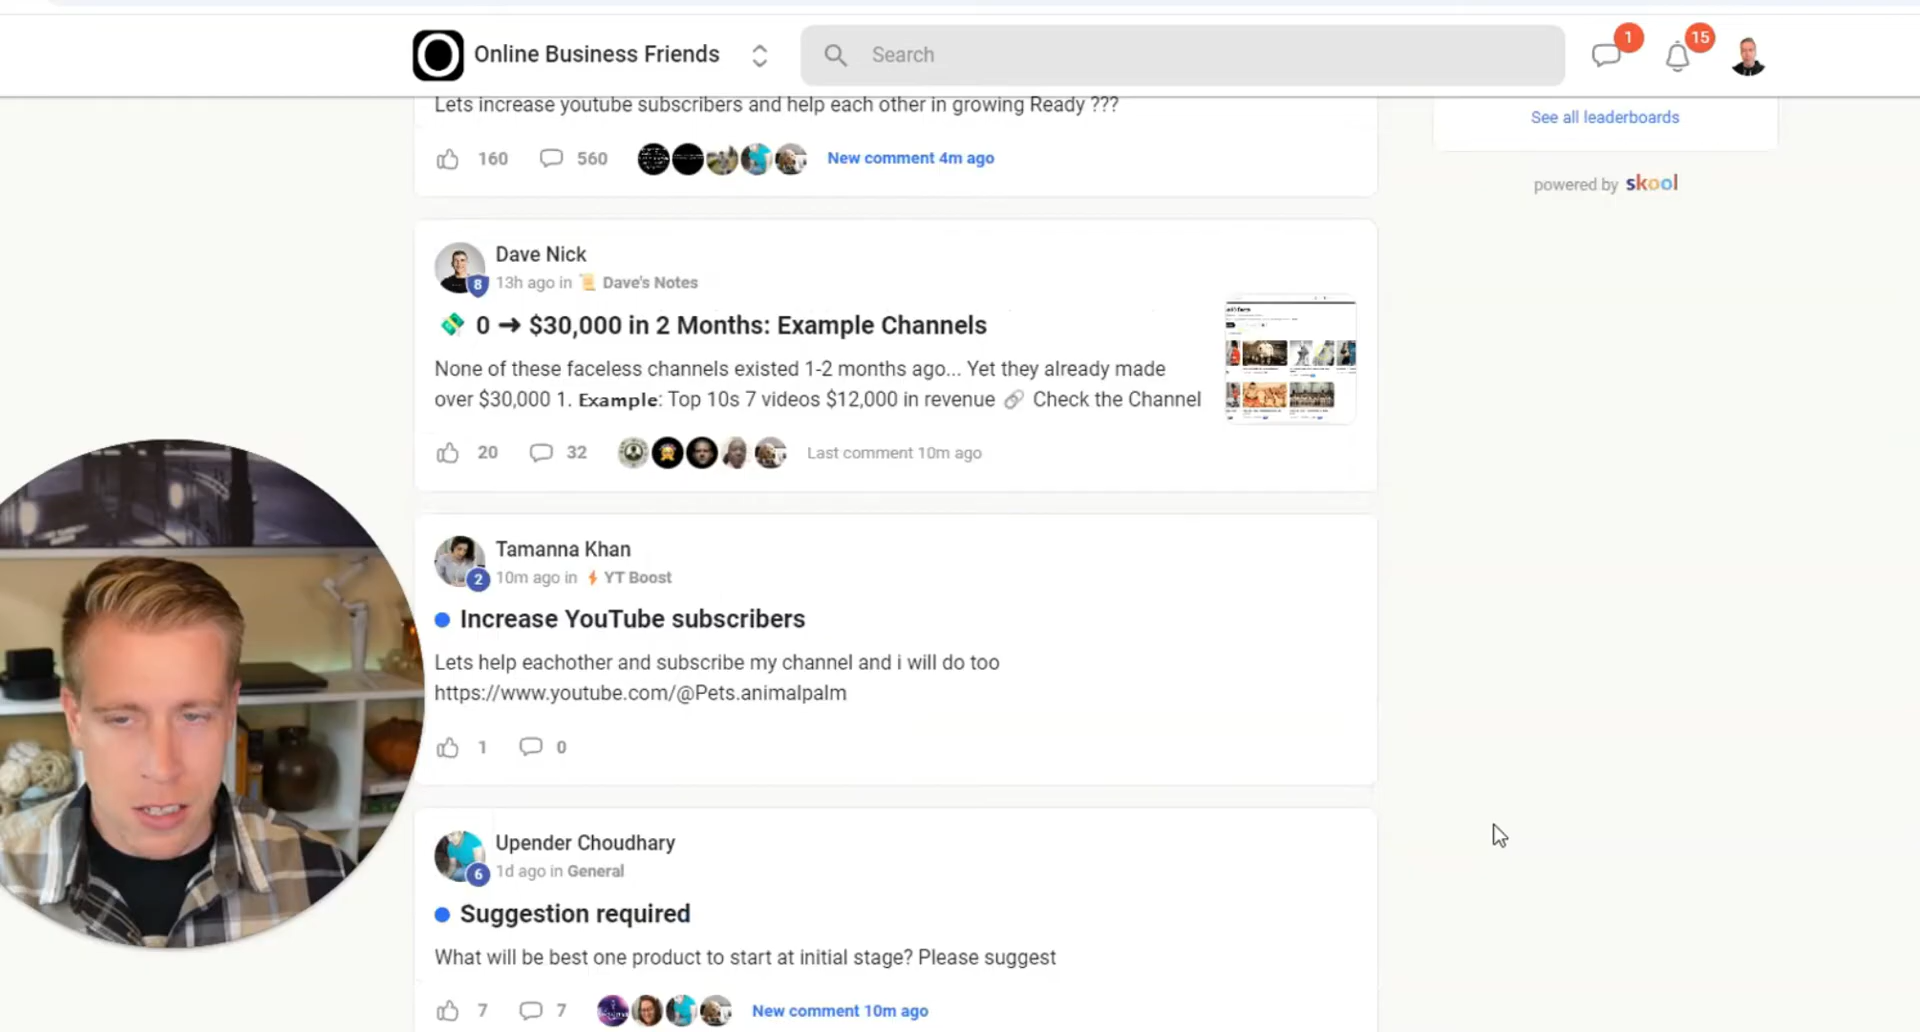 Online Business Friends
Search
1
15
Lets increase youtube subscribers and help each other in growing Ready ???
160 560 New comment 4m ago
See all leaderboards
powered by skool
Dave Nick
8 13h ago in Dave's Notes
0 ➔ $30,000 in 2 Months: Example Channels
None of these faceless channels existed 1-2 months ago... Yet they already made
over $30,000 1. Example: Top 10s 7 videos $12,000 in revenue 🔗 Check the Channel
20 32 Last comment 10m ago
Tamanna Khan
2 10m ago in YT Boost
Increase YouTube subscribers
Lets help eachother and subscribe my channel and i will do too
https://www.youtube.com/@Pets.animalpalm
1 0
Upender Choudhary
6 1d ago in General
Suggestion required
What will be best one product to start at initial stage? Please suggest
7 7 New comment 10m ago